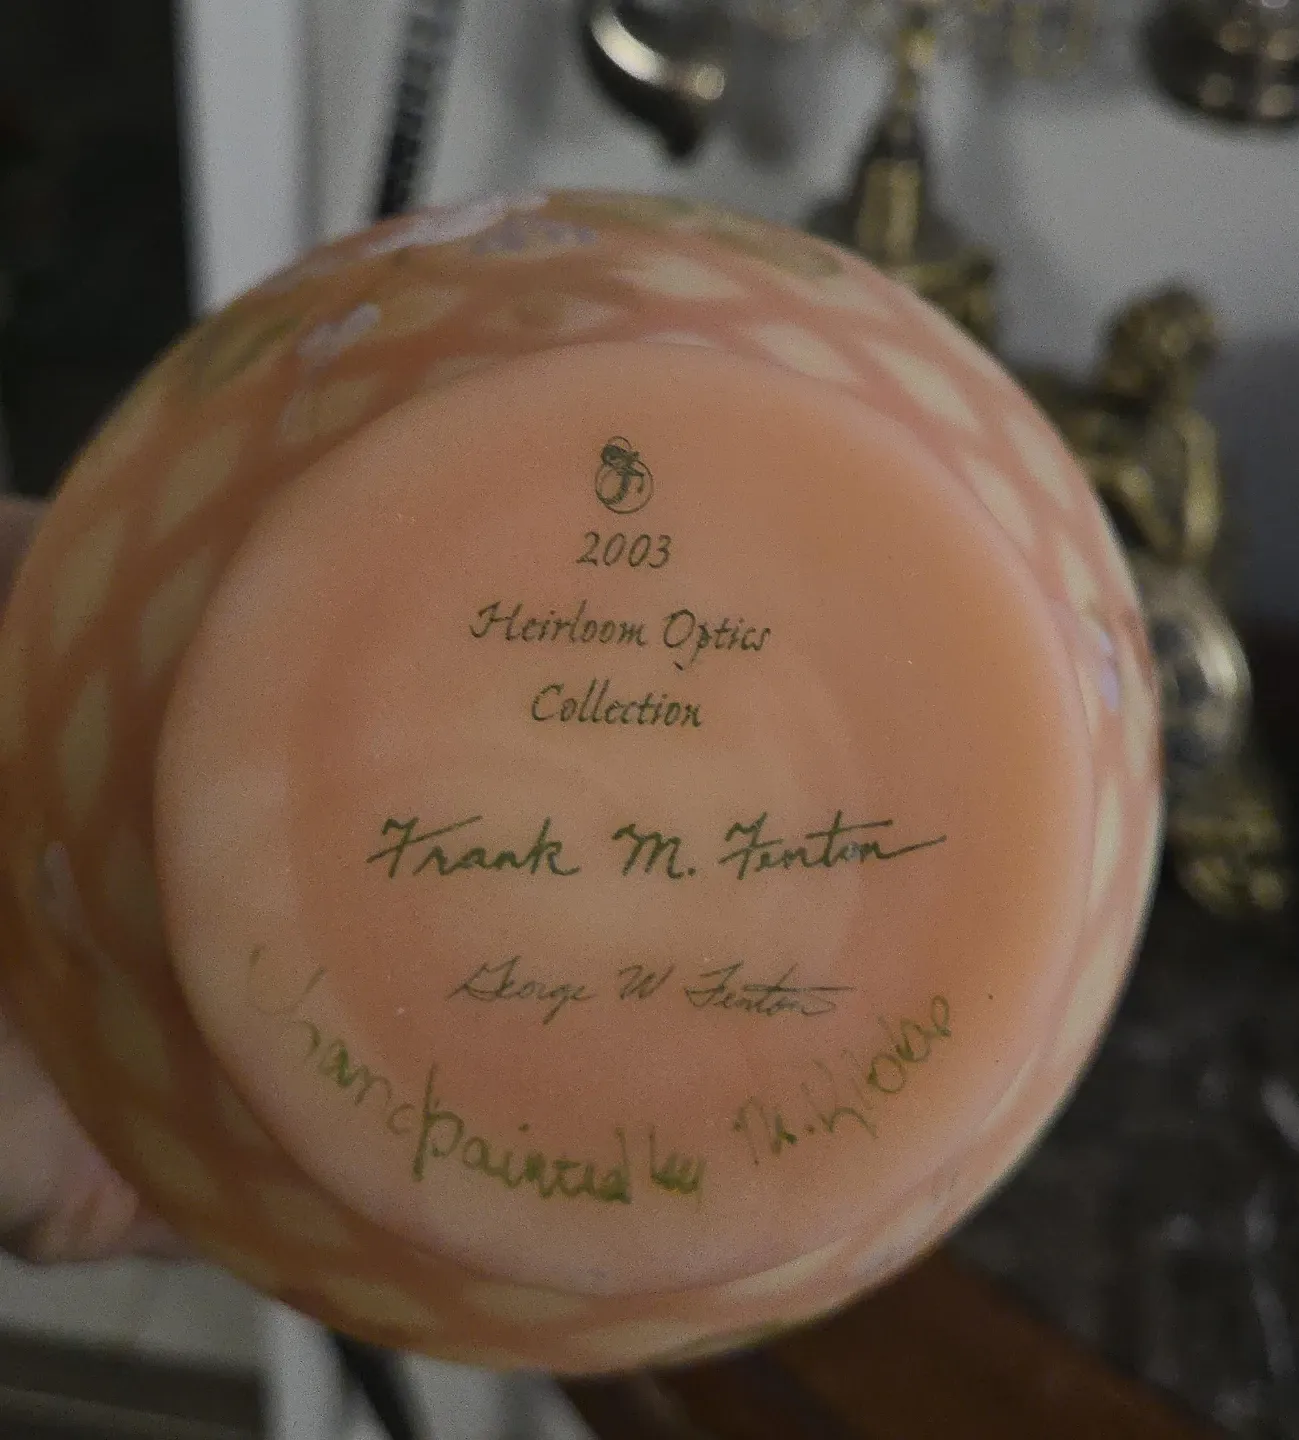 F
2003
Heirloom Optics
Collection
Frank M. Fenton
George W Fenton
Handpainted by M.